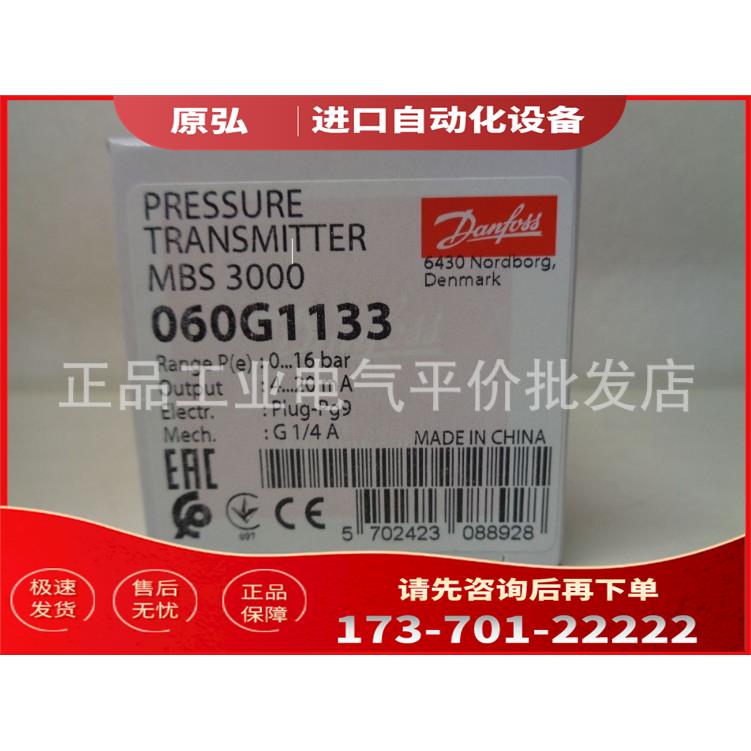 原弘 进口自动化设备
PRESSURE
TRANSMITTER
MBS 3000
060G1133
Danfoss
6430 Nordborg,
Denmark
Range P(e) : 0...16 bar
Output : 4...20mA
Electr. : Plug-Pg9
Mech. : G 1/4 A
正品工业电气平价批发店
MADE IN CHINA
EAC
CE
5 702423 088928
极速
发货
售后
无忧
正品
保障
请先咨询后再下单
173-701-22222